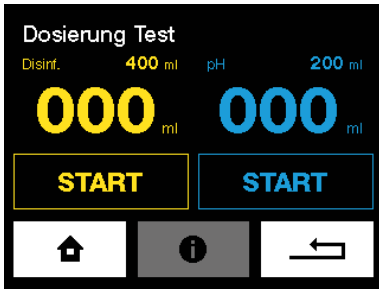 Dosierung Test
Disinf. 400 ml pH 200 ml
000 ml 000 ml
START START
i